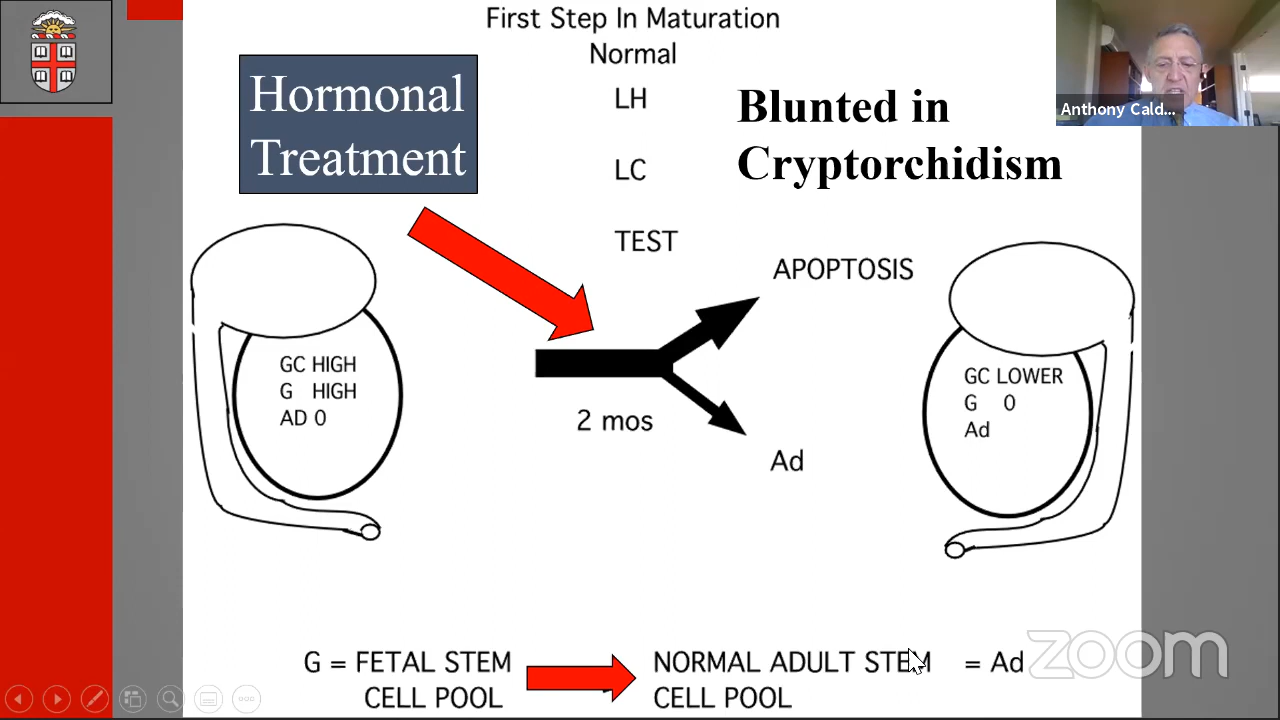 First Step In Maturation
Normal
Hormonal
Treatment
LH
LC
TEST
Blunted in
Cryptorchidism
Anthony Cald...
APOPTOSIS
GC HIGH
G HIGH
AD 0
2 mos
Ad
GC LOWER
G 0
Ad
G = FETAL STEM
CELL POOL
NORMAL ADULT STEM = Ad
CELL POOL
zoom